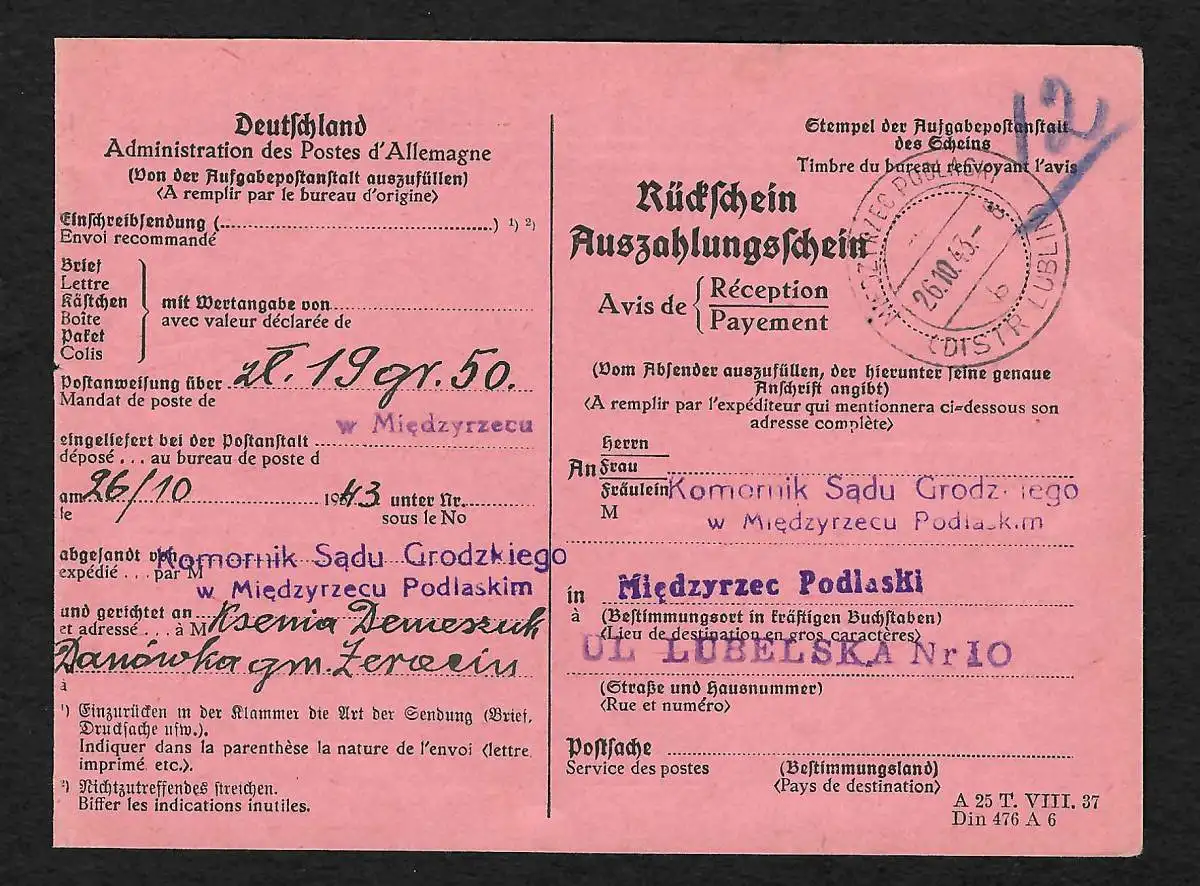 Deutschland
Administration des Postes d'Allemagne
(Von der Aufgabepostanstalt auszufüllen)
(A remplir par le bureau d'origine)
Einschreibsendung (........) 1) 2)
Envoi recommandé
Brief
Lettre
Kästchen
Boîte
Paket
Colis
mit Wertangabe von
avec valeur déclarée de
Postanweisung über zł. 19 gr. 50.
Mandat de poste de
w Międzyrzecu
eingeliefert bei der Postanstalt
déposé . . . au bureau de poste d
am 26/10 1943 unter Nr.
le sous le No
abgesandt von Komornik Sądu Grodzkiego
expédié . . . par M w Międzyrzecu Podlaskim
und gerichtet an Ksenia Demeszuk
et adressé . . . à M
Danówka gm. Żerocin
à
1) Einzurücken in der Klammer die Art der Sendung (Brief,
Drucksache usw.).
Indiquer dans la parenthèse la nature de l'envoi (lettre
imprimé etc.).
2) Nichtzutreffendes streichen.
Biffer les indications inutiles.
12
Stempel der Aufgabepostanstalt
des Scheins
Timbre du bureau renvoyant l'avis
MIEDZYRZEC PODLASKI
(DISTR LUBLIN)
a
26.10.43.-
b
Rückschein
Auszahlungsschein
Avis de
Réception
Payement
(Vom Absender auszufüllen, der hierunter seine genaue
Anschrift angibt)
(A remplir par l'expéditeur qui mentionnera ci=dessous son
adresse complète)
Herrn
An Frau
Fräulein Komornik Sądu Grodzkiego
M w Międzyrzecu Podlaskim
in Międzyrzec Podlaski
à (Bestimmungsort in kräftigen Buchstaben)
(Lieu de destination en gros caractères)
UL LUBELSKA Nr 10
(Straße und Hausnummer)
(Rue et numéro)
Postsache
Service des postes (Bestimmungsland)
(Pays de destination)
A 25 T. VIII. 37
Din 476 A 6